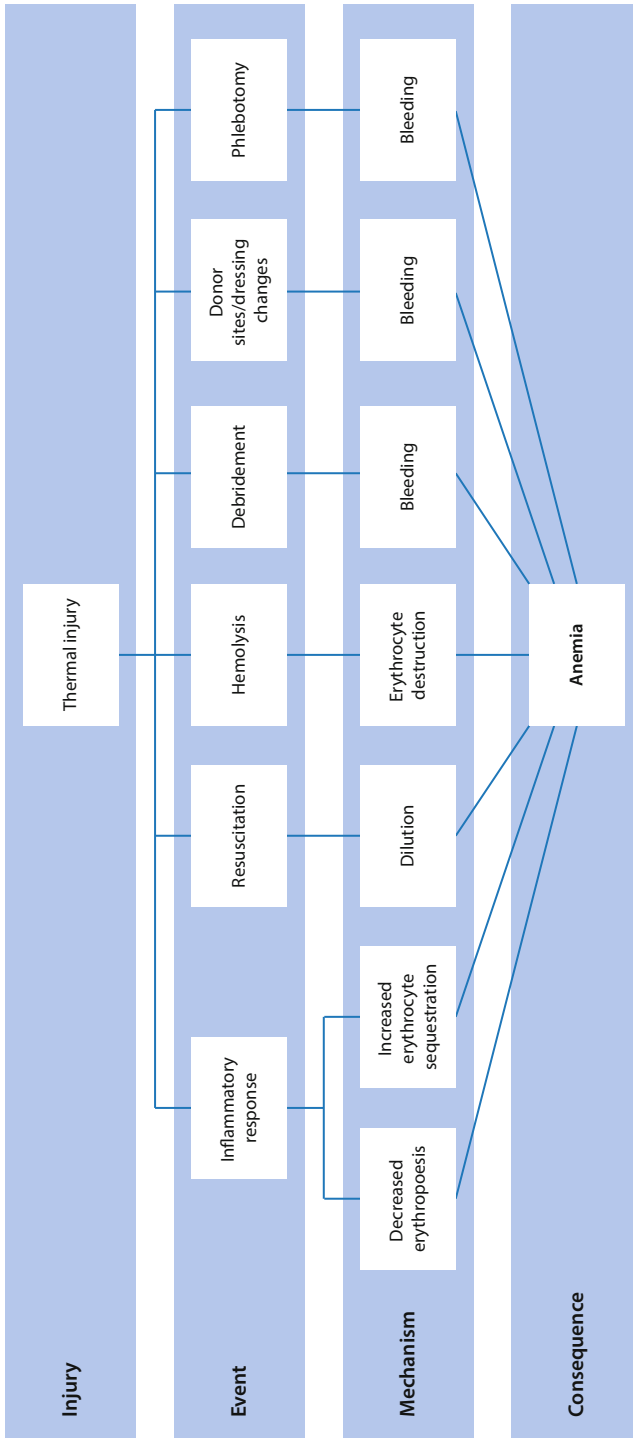 Injury
Thermal injury
Event
Inflammatory
response
Resuscitation
Hemolysis
Debridement
Donor
sites/dressing
changes
Phlebotomy
Mechanism
Decreased
erythropoesis
Increased
erythrocyte
sequestration
Dilution
Erythrocyte
destruction
Bleeding
Bleeding
Bleeding
Consequence
Anemia